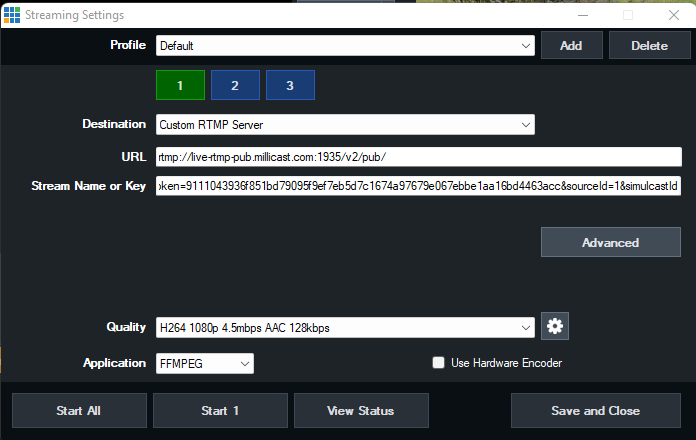 Streaming Settings
Profile Default Add Delete
1 2 3
Destination Custom RTMP Server
URL rtmp://live-rtmp-pub.millicast.com:1935/v2/pub/
Stream Name or Key oken=9111043936f851bd79095f9ef7eb5d7c1674a97679e067ebbe1aa16bd4463acc&sourceId=1&simulcastId
Advanced
Quality H264 1080p 4.5mbps AAC 128kbps
Application FFMPEG Use Hardware Encoder
Start All Start 1 View Status Save and Close